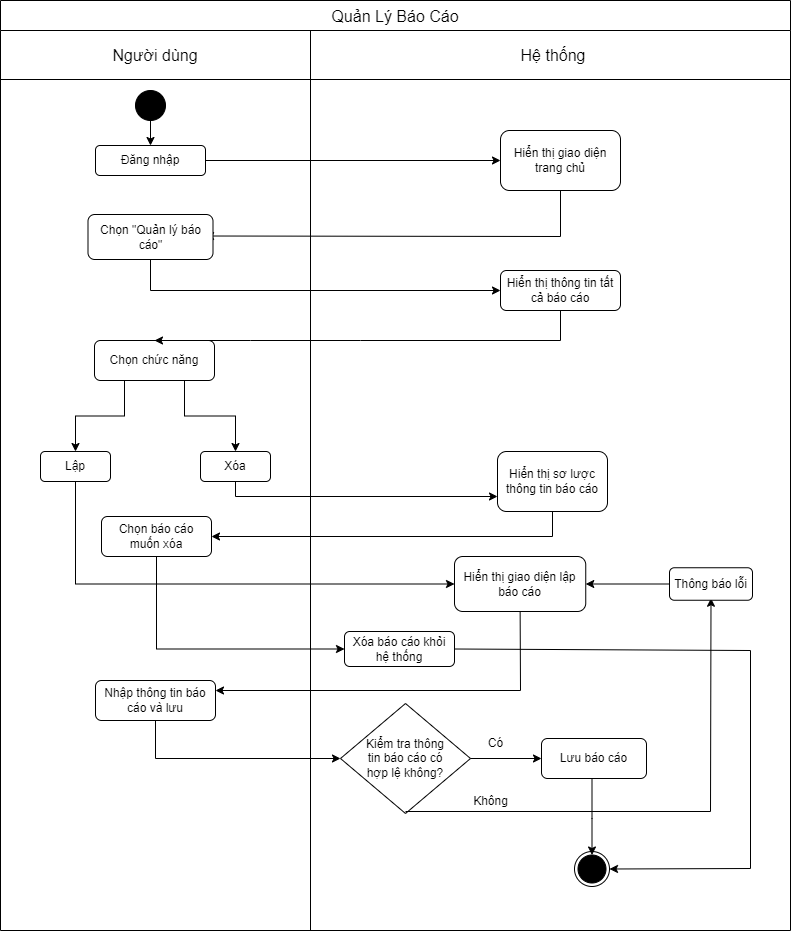 Quản Lý Báo Cáo
Người dùng
Hệ thống
Đăng nhập
Hiển thị giao diện
trang chủ
Chọn "Quản lý báo
cáo"
Hiển thị thông tin tất
cả báo cáo
Chọn chức năng
Lập
Xóa
Hiển thị sơ lược
thông tin báo cáo
Chọn báo cáo
muốn xóa
Hiển thị giao diện lập
báo cáo
Thông báo lỗi
Xóa báo cáo khỏi
hệ thống
Nhập thông tin báo
cáo và lưu
Kiểm tra thông
tin báo cáo có
hợp lệ không?
Có
Lưu báo cáo
Không